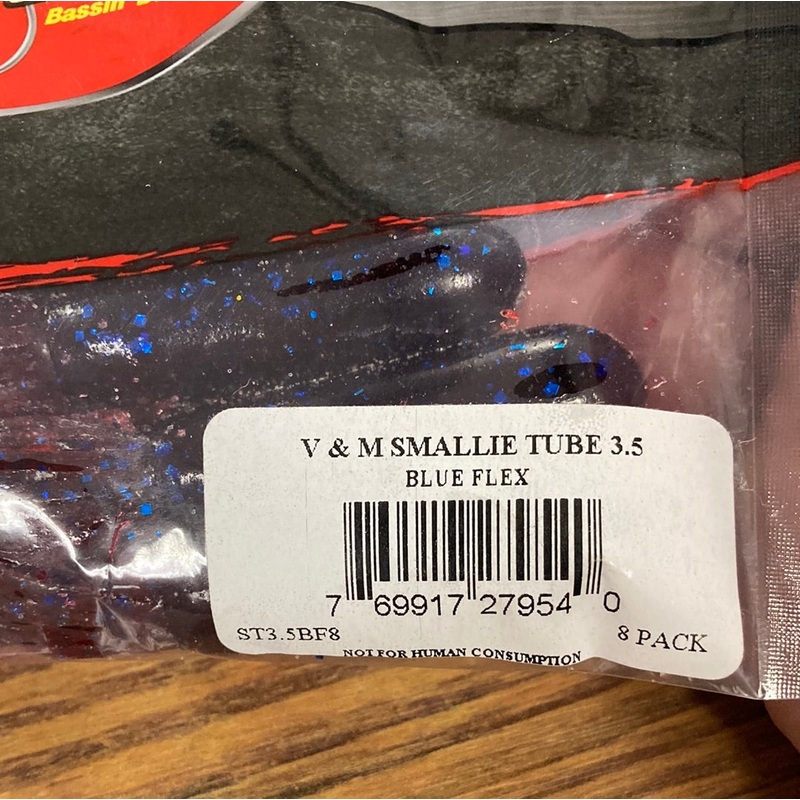 Bassin'
V & M SMALLIE TUBE 3.5
BLUE FLEX
7 69917 27954 0
ST3.5BF8
8 PACK
NOT FOR HUMAN CONSUMPTION